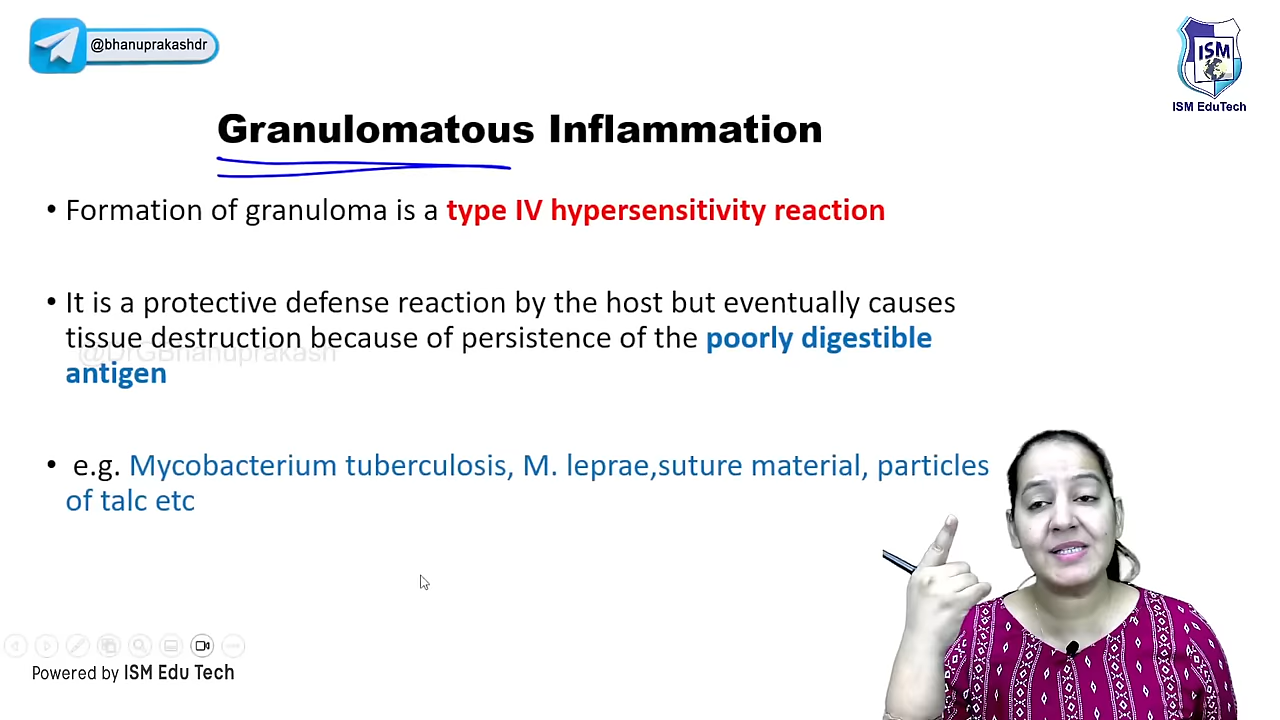 @bhanuprakashdr
ISM
ISM EduTech
Granulomatous Inflammation
• Formation of granuloma is a type IV hypersensitivity reaction
• It is a protective defense reaction by the host but eventually causes
tissue destruction because of persistence of the poorly digestible
@DrGBhanuprakash
antigen
• e.g. Mycobacterium tuberculosis, M. leprae,suture material, particles
of talc etc
Powered by ISM Edu Tech